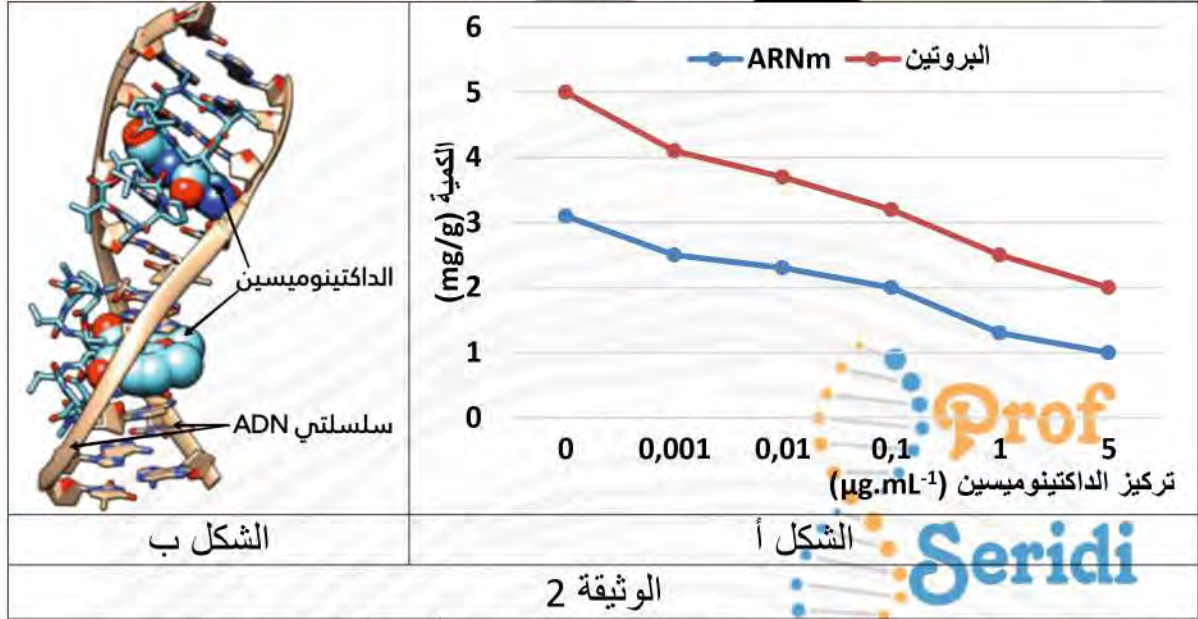 6
5
4
3
2
1
0
ARNm
البروتين
الكمية (mg/g)
0 0,001 0,01 0,1 1 5
تركيز الداكتينوميسين (µg.mL⁻¹)
الداكتينوميسين
سلسلتي ADN
Prof
Seridi
الشكل أ
الشكل ب
الوثيقة 2